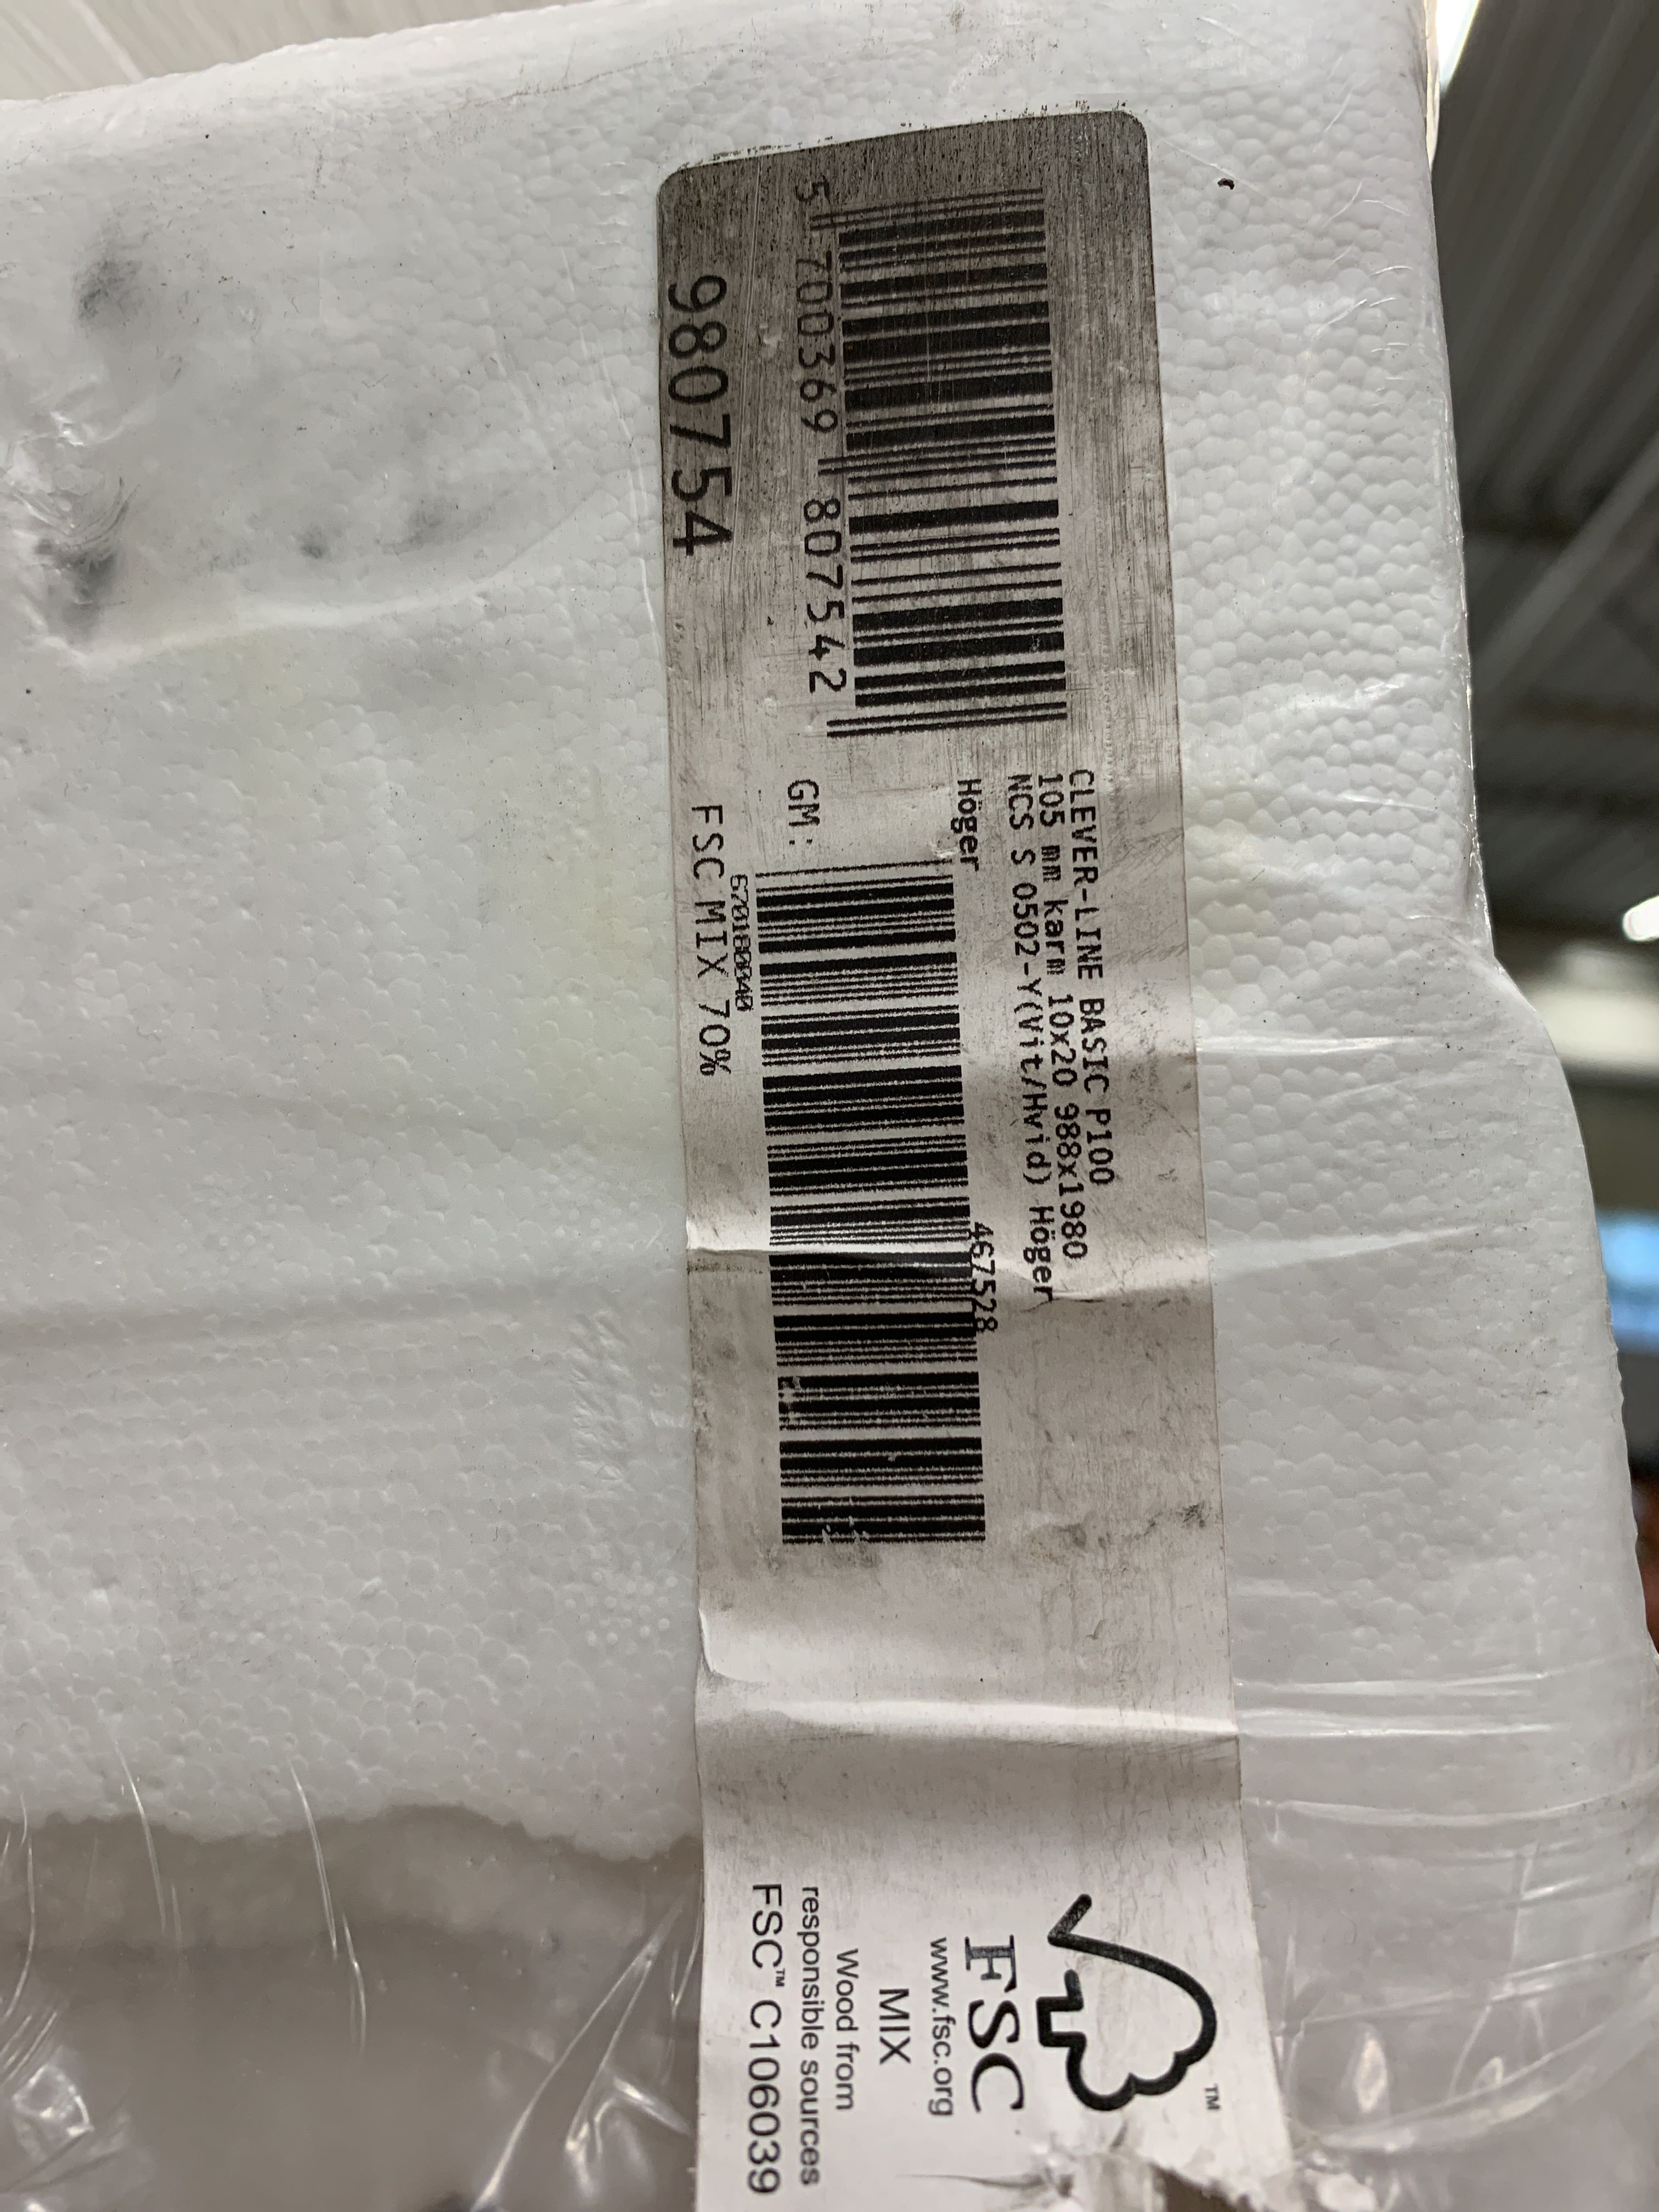 CLEVER-LINE BASIC P100
105 mm karm 10x20 988x1980
NCS S 0502-Y(Vit/Hvid) Höger
Höger
467528
5 700369 807542
GM:
980754
FSC MIX 70%
TM
FSC
www.fsc.org
MIX
Wood from
responsible sources
FSC™ C106039